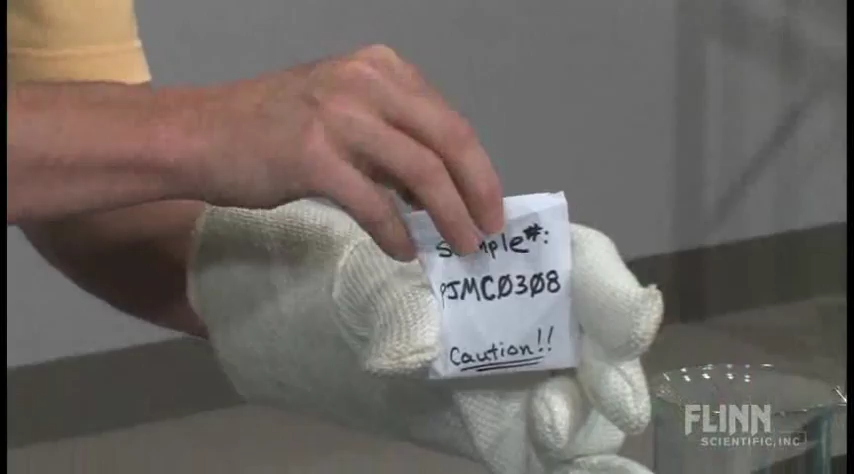 Sample#:
PJMC0308
Caution!!
FLINN
SCIENTIFIC, INC